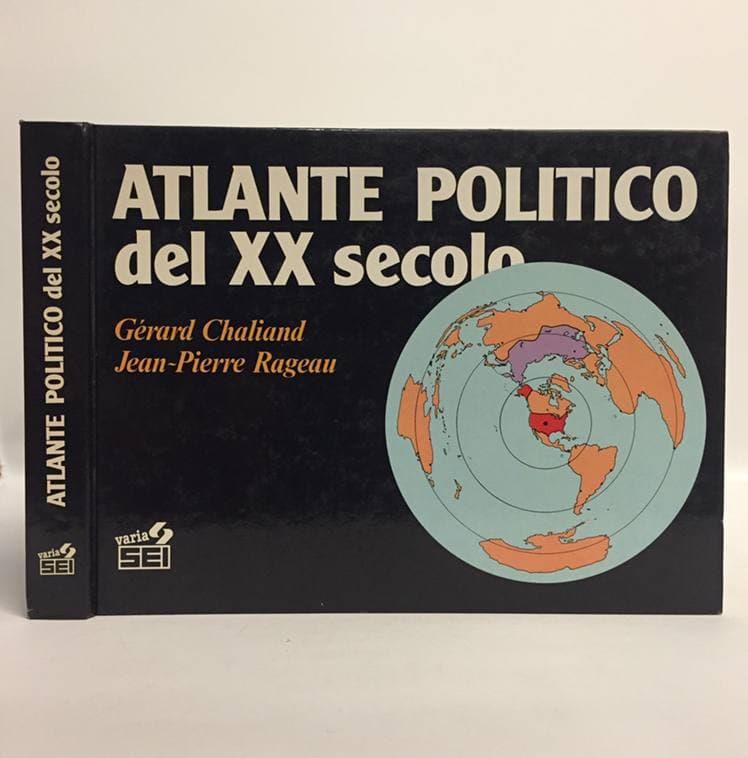 ATLANTE POLITICO del XX secolo
varia
SEI
ATLANTE POLITICO
del XX secolo
Gérard Chaliand
Jean-Pierre Rageau
varia
SEI